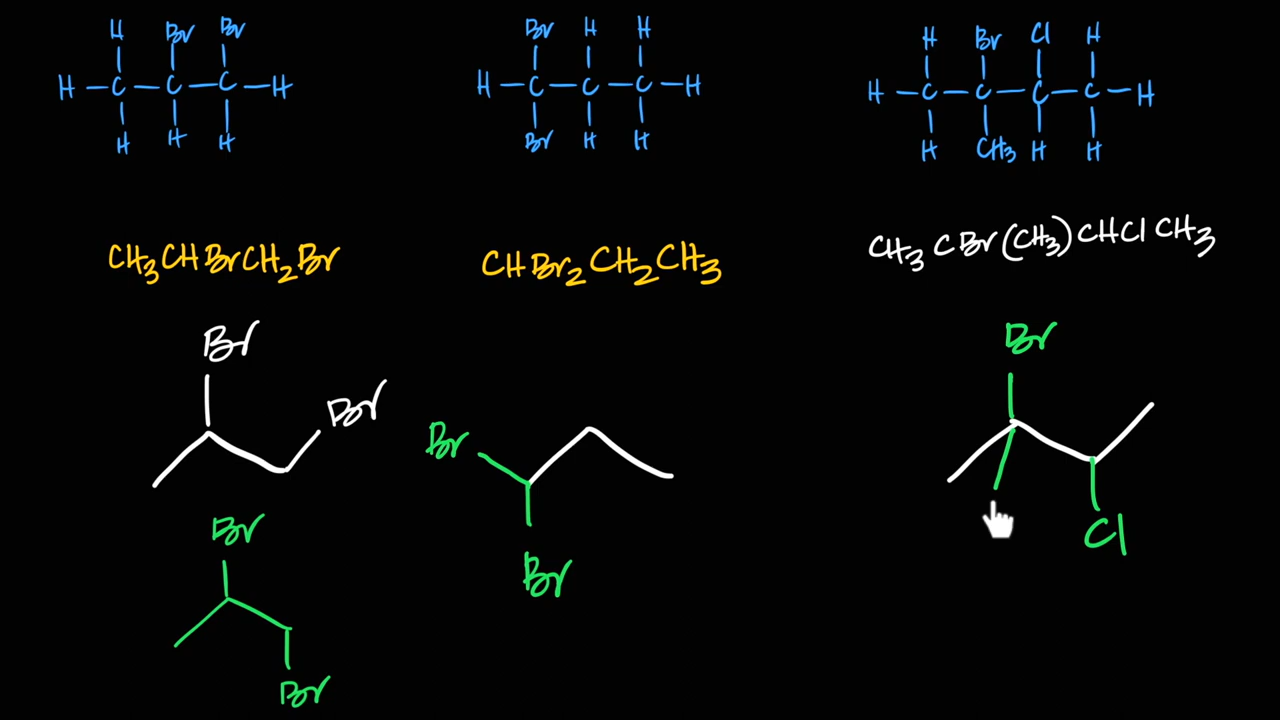 H Br Br
H — C — C — C — H
H H H
Br H H
H — C — C — C — H
Br H H
H Br Cl H
H — C — C — C — C — H
H CH₃ H H
CH₃CHBrCH₂Br
CHBr₂CH₂CH₃
CH₃CBr(CH₃)CHClCH₃
Br
Br
Br
Br
Br
Br
Br
Cl